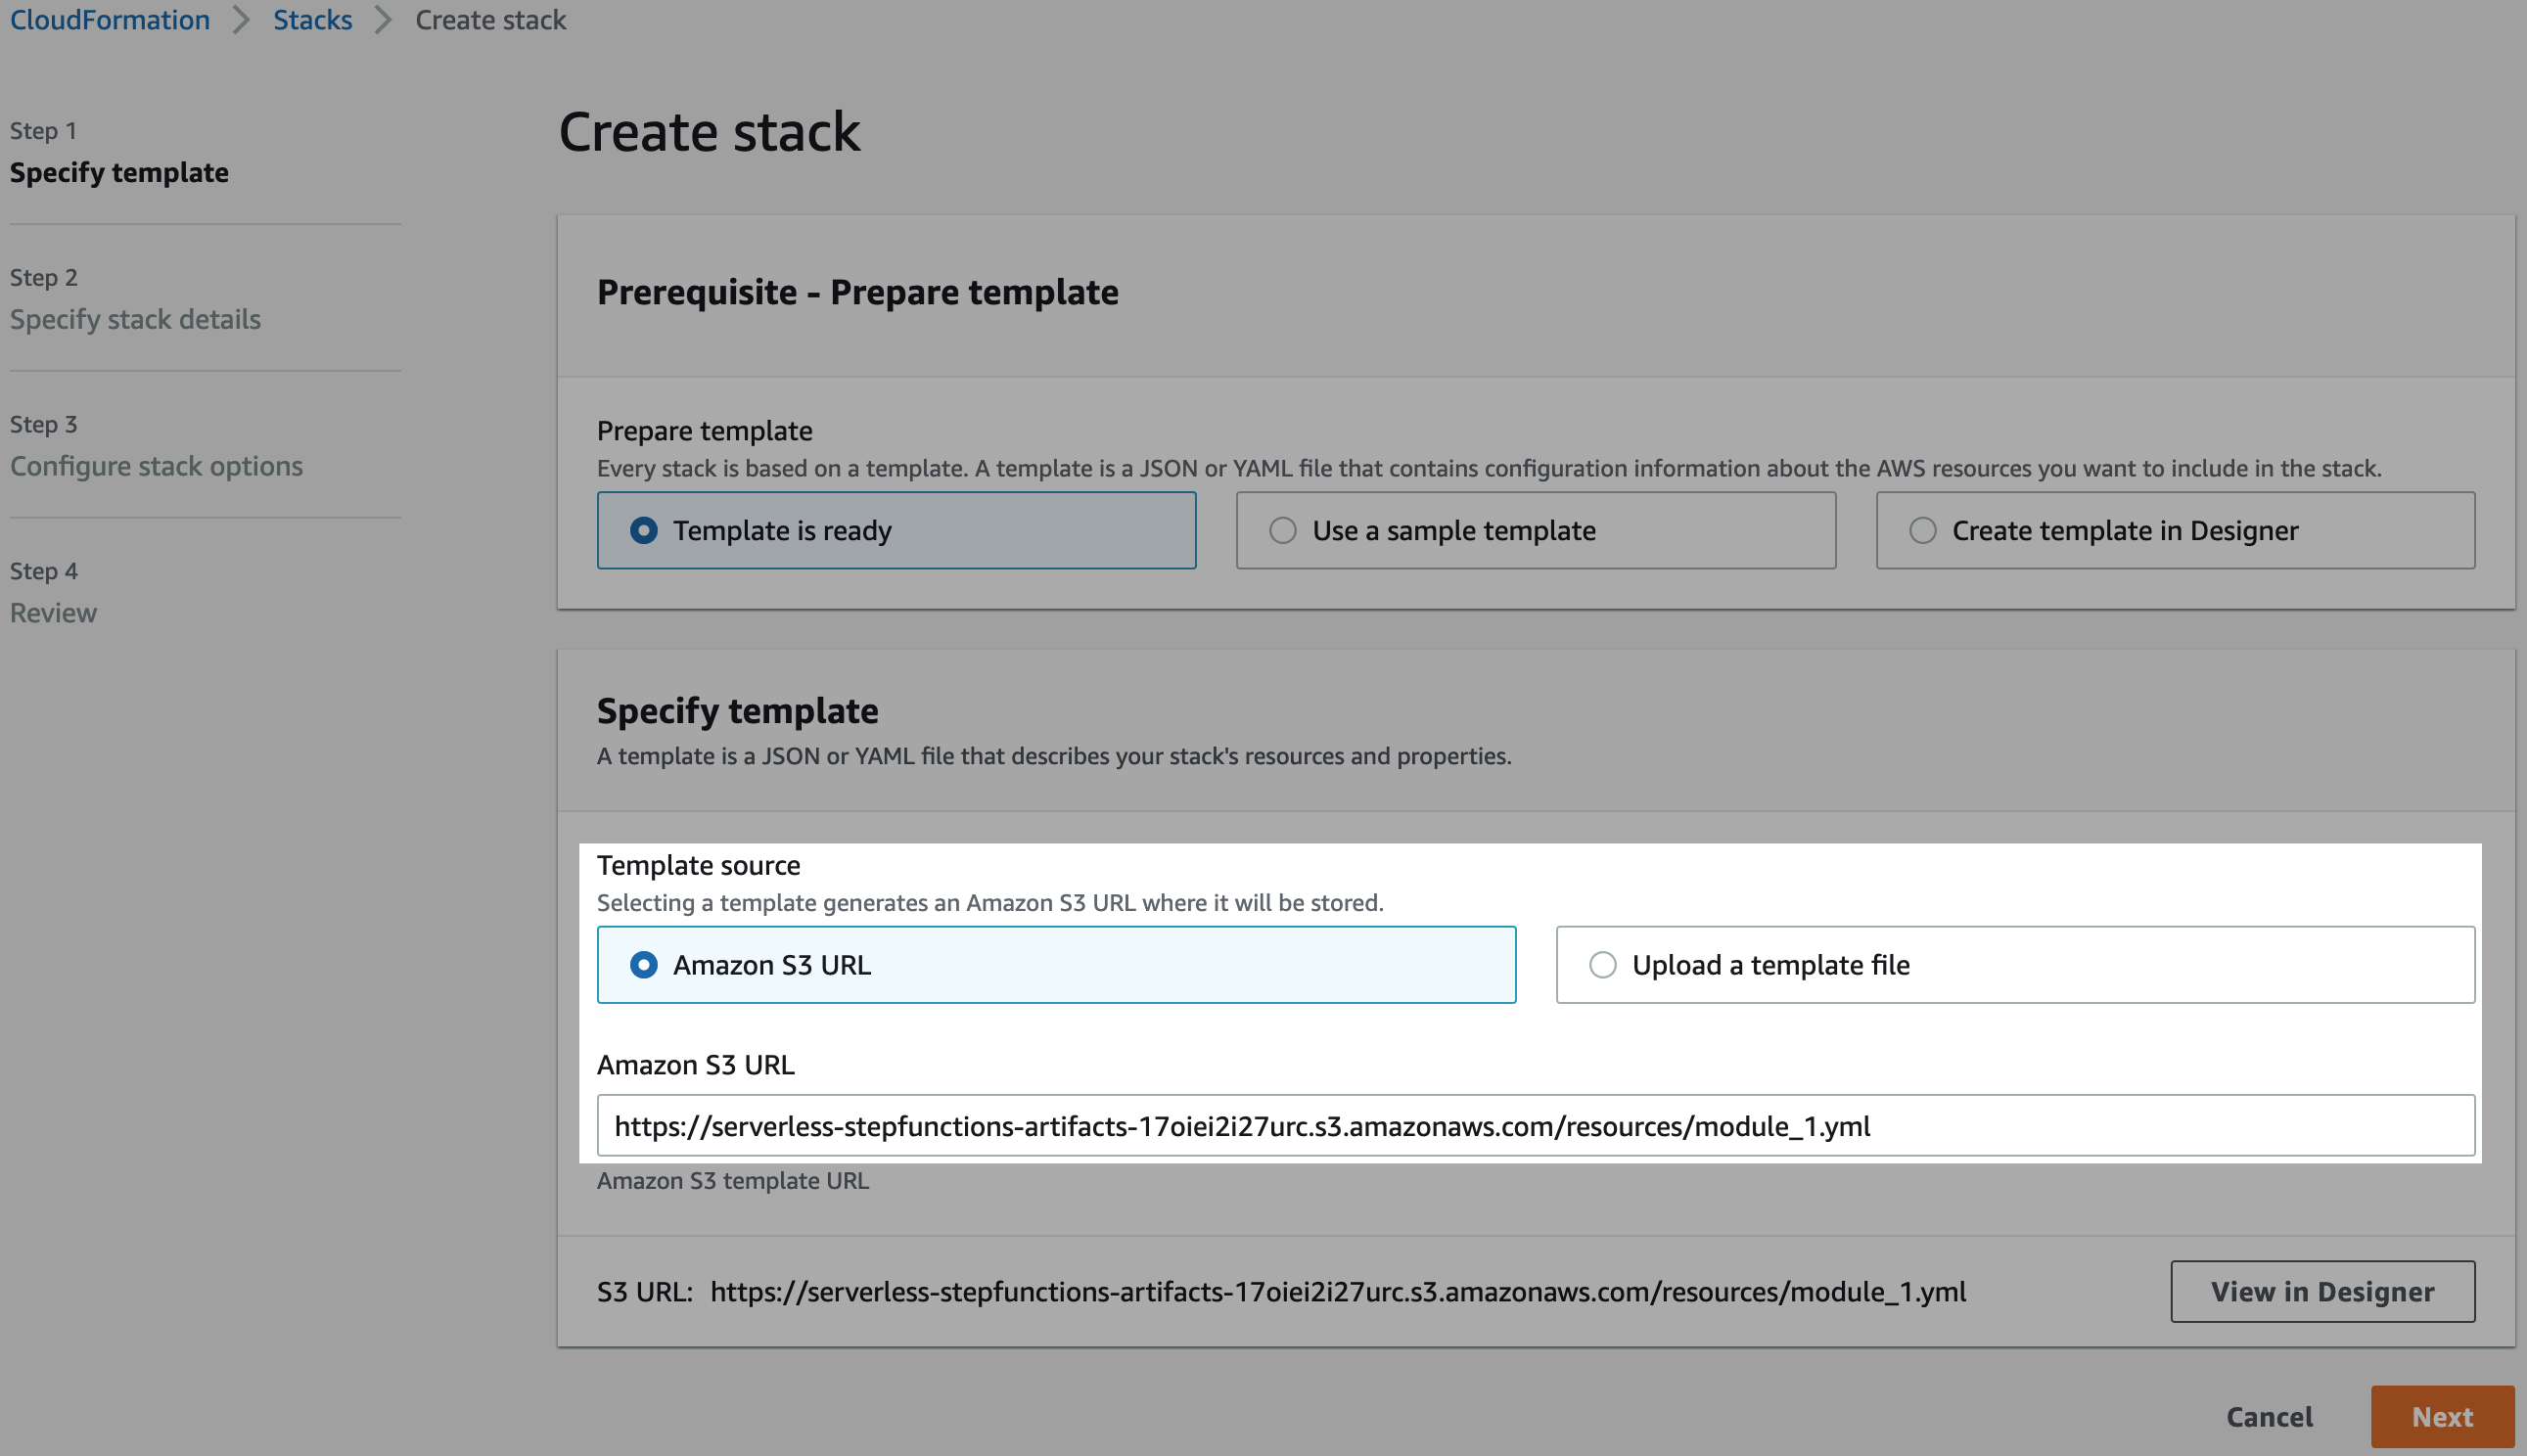 CloudFormation > Stacks > Create stack
Step 1
Specify template
Step 2
Specify stack details
Step 3
Configure stack options
Step 4
Review
Create stack
Prerequisite - Prepare template
Prepare template
Every stack is based on a template. A template is a JSON or YAML file that contains configuration information about the AWS resources you want to include in the stack.
Template is ready
Use a sample template
Create template in Designer
Specify template
A template is a JSON or YAML file that describes your stack's resources and properties.
Template source
Selecting a template generates an Amazon S3 URL where it will be stored.
Amazon S3 URL
Upload a template file
Amazon S3 URL
https://serverless-stepfunctions-artifacts-17oiei2i27urc.s3.amazonaws.com/resources/module_1.yml
Amazon S3 template URL
S3 URL: https://serverless-stepfunctions-artifacts-17oiei2i27urc.s3.amazonaws.com/resources/module_1.yml
View in Designer
Cancel
Next